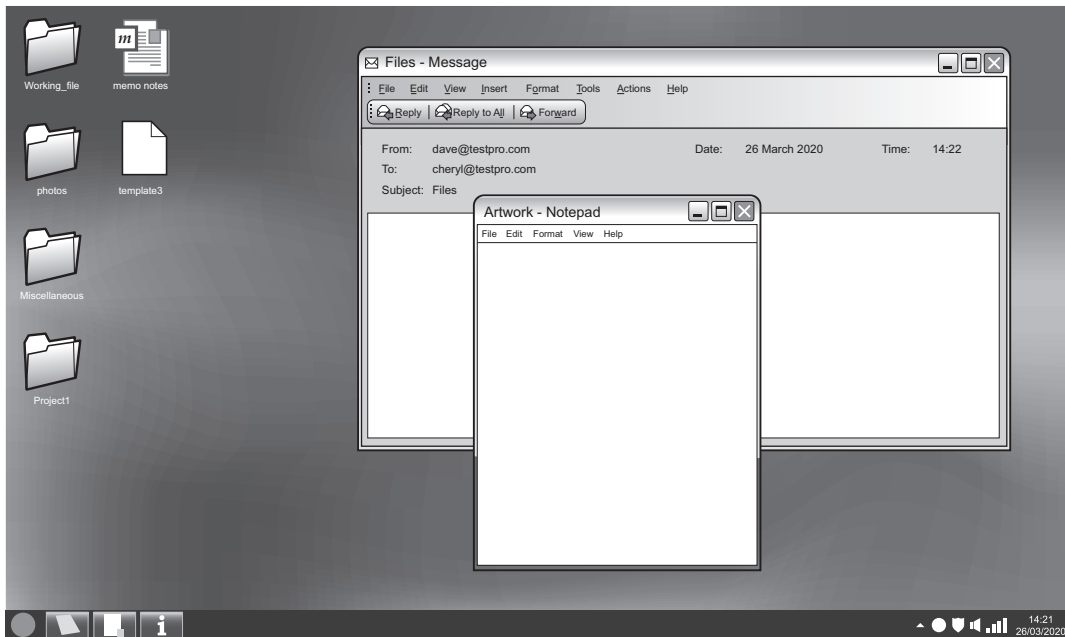 Working_file
m
memo notes
photos
template3
Miscellaneous
Project1
Files - Message
File Edit View Insert Format Tools Actions Help
Reply Reply to All Forward
From: dave@testpro.com Date: 26 March 2020 Time: 14:22
To: cheryl@testpro.com
Subject: Files
Artwork - Notepad
File Edit Format View Help
i
14:21
26/03/2020